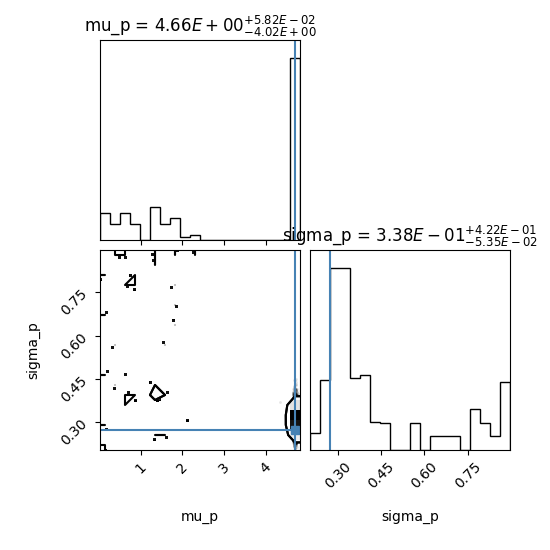 mu_p = 4.66E + 00 +5.82E − 02 −4.02E + 00
sigma_p = 3.38E − 01 +4.22E − 01 −5.35E − 02
sigma_p
0.75
0.60
0.45
0.30
1 2 3 4
0.30 0.45 0.60 0.75
mu_p
sigma_p